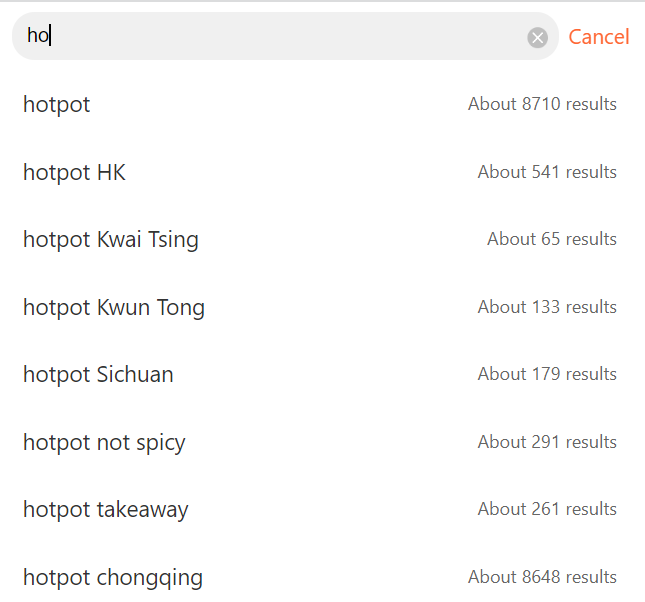 ho Cancel
hotpot About 8710 results
hotpot HK About 541 results
hotpot Kwai Tsing About 65 results
hotpot Kwun Tong About 133 results
hotpot Sichuan About 179 results
hotpot not spicy About 291 results
hotpot takeaway About 261 results
hotpot chongqing About 8648 results